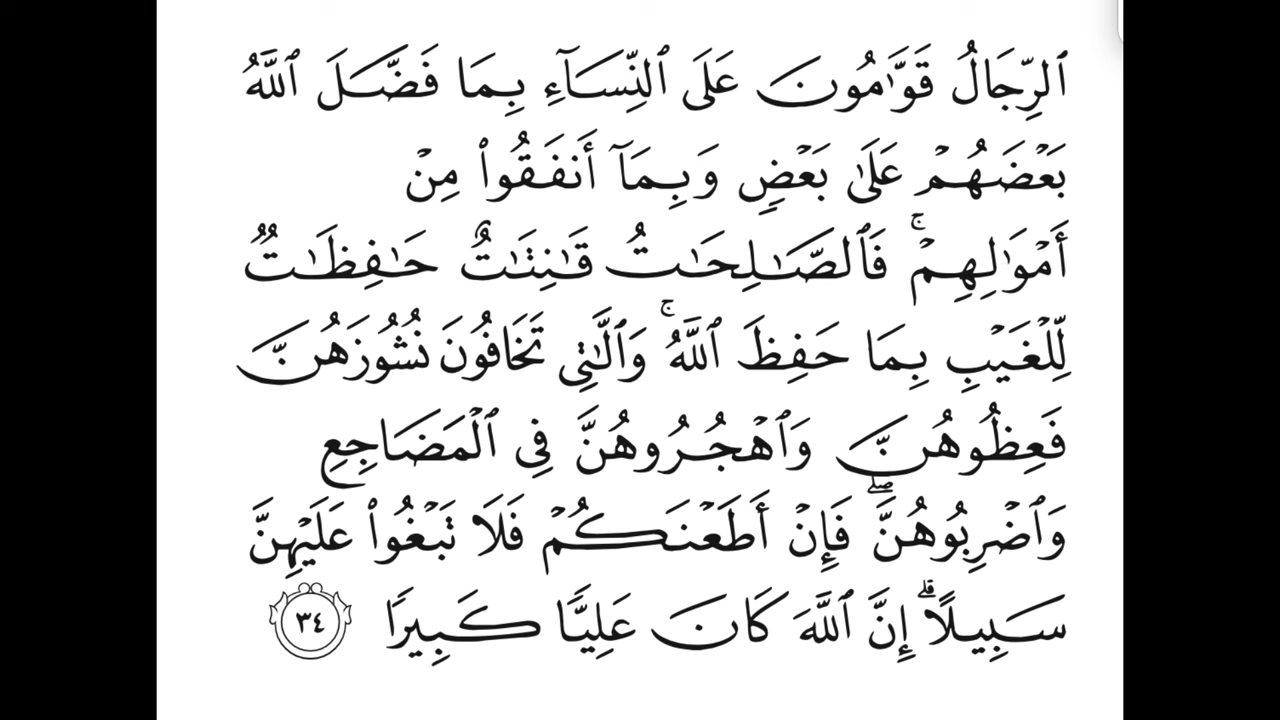 ٱلرِّجَالُ قَوَّٰمُونَ عَلَى ٱلنِّسَآءِ بِمَا فَضَّلَ ٱللَّهُ
بَعْضَهُمْ عَلَىٰ بَعْضٍ وَبِمَآ أَنفَقُوا۟ مِنْ
أَمْوَٰلِهِمْ ۚ فَٱلصَّـٰلِحَـٰتُ قَـٰنِتَـٰتٌ حَـٰفِظَـٰتٌ
لِّلْغَيْبِ بِمَا حَفِظَ ٱللَّهُ ۚ وَٱلَّـٰتِى تَخَافُونَ نُشُوزَهُنَّ
فَعِظُوهُنَّ وَٱهْجُرُوهُنَّ فِى ٱلْمَضَاجِعِ
وَٱضْرِبُوهُنَّ ۖ فَإِنْ أَطَعْنَكُمْ فَلَا تَبْغُوا۟ عَلَيْهِنَّ
سَبِيلًا ۗ إِنَّ ٱللَّهَ كَانَ عَلِيًّا كَبِيرًا ٣٤